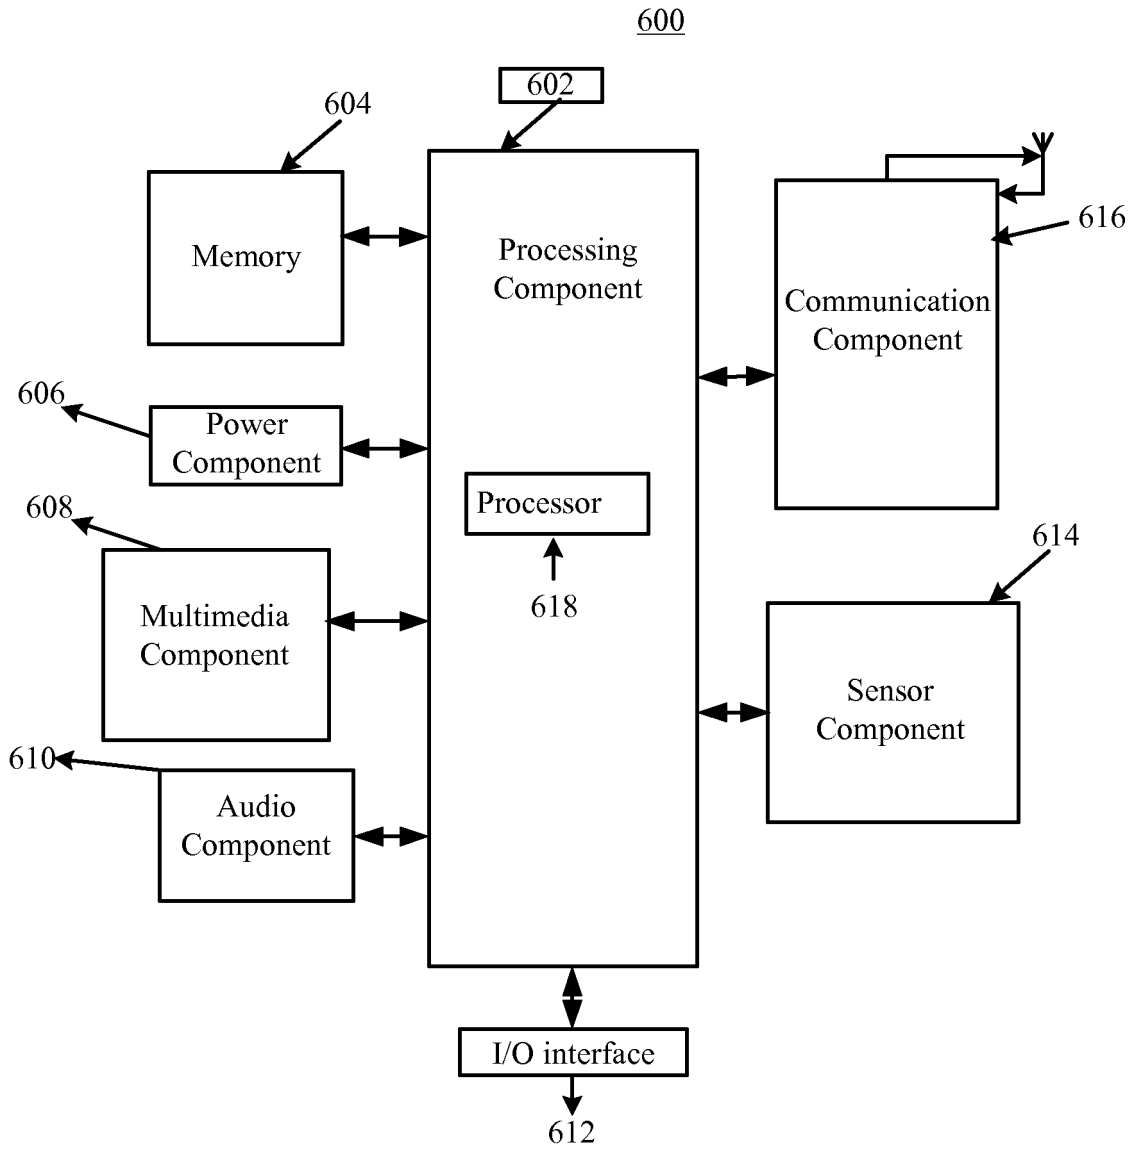 600
602
604
Memory
Processing
Component
616
Communication
Component
606
Power
Component
Processor
608
618
614
Multimedia
Component
Sensor
Component
610
Audio
Component
I/O interface
612